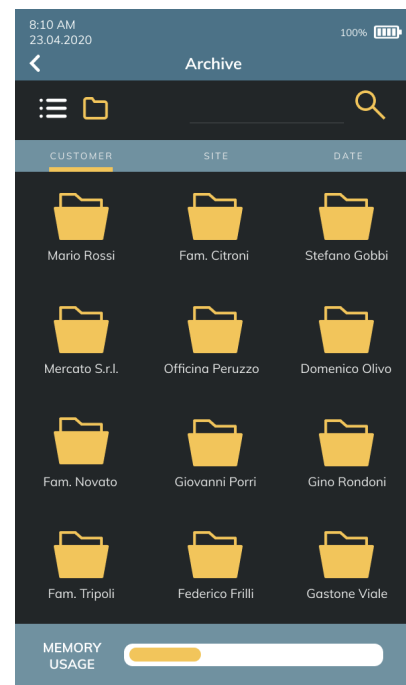 8:10 AM
23.04.2020
100%
Archive
CUSTOMER SITE DATE
Mario Rossi Fam. Citroni Stefano Gobbi
Mercato S.r.l. Officina Peruzzo Domenico Olivo
Fam. Novato Giovanni Porri Gino Rondoni
Fam. Tripoli Federico Frilli Gastone Viale
MEMORY
USAGE